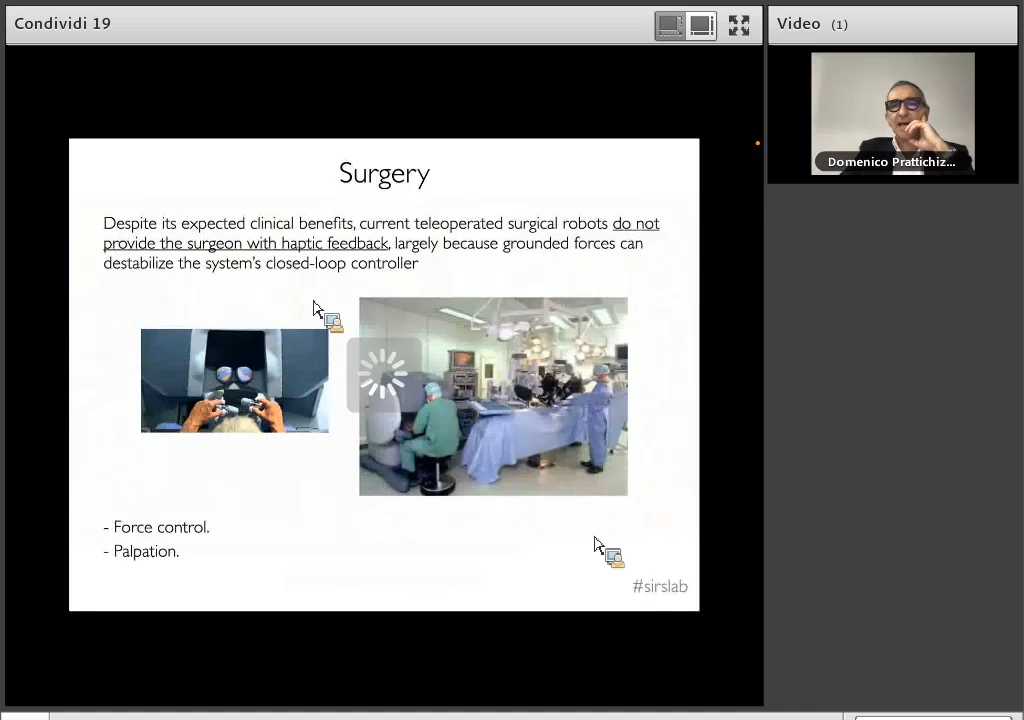 Condividi 19
Video (1)
Domenico Prattichiz...
Surgery
Despite its expected clinical benefits, current teleoperated surgical robots do not
provide the surgeon with haptic feedback, largely because grounded forces can
destabilize the system's closed-loop controller
- Force control.
- Palpation.
#sirslab